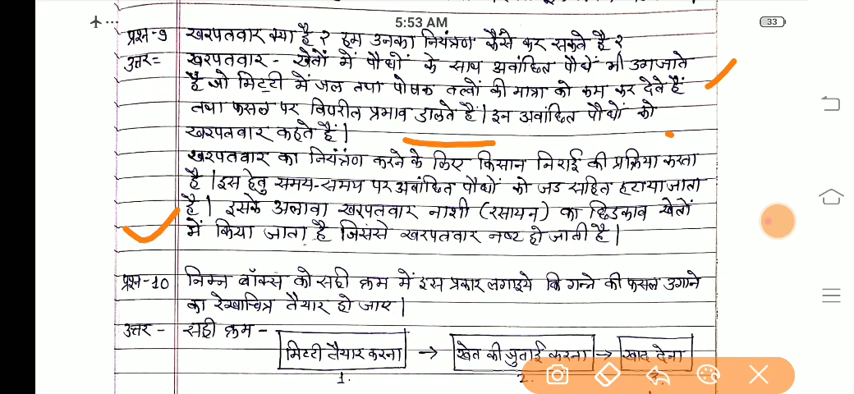 5:53 AM
33
प्रश्न-9 खरपतवार क्या है ? हम उनका नियंत्रण कैसे कर सकते है ?
उत्तर= खरपतवार - खेतों में पौधों के साथ अवांछित पौधे भी उग जाते
है जो मिट्टी में जल तथा पोषक तत्वों की मात्रा को कम कर देते हैं
तथा फसल पर विपरीत प्रभाव डालते है। इन अवांछित पौधों को
खरपतवार कहते हैं।
खरपतवार का नियंत्रण करने के लिए किसान निराई की प्रक्रिया करता
है। इस हेतु समय-समय पर अवांछित पौधों को जड सहित हटाया जाता
है। इसके अलावा खरपतवार नाशी (रसायन) का छिडकाव खेतों
में किया जाता है जिससे खरपतवार नष्ट हो जाती है।
प्रश्न-10 निम्न बॉक्स को सही क्रम में इस प्रकार लगाइये कि गन्ने की फसल उगाने
का रेखाचित्र तैयार हो जाए।
उत्तर - सही क्रम -
मिट्टी तैयार करना → खेत की जुताई करना → खाद देना
1. 2.